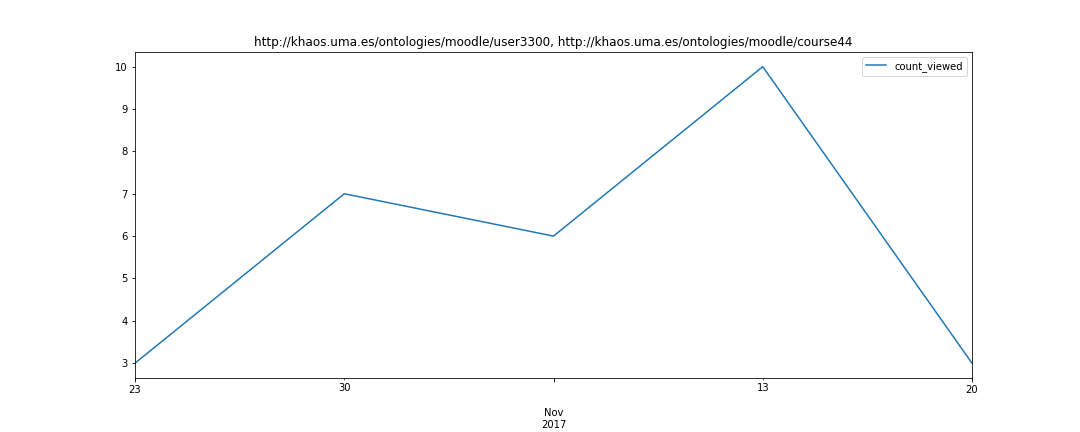 http://khaos.uma.es/ontologies/moodle/user3300, http://khaos.uma.es/ontologies/moodle/course44
count_viewed
10
9
8
7
6
5
4
3
23 30 13 20
Nov
2017